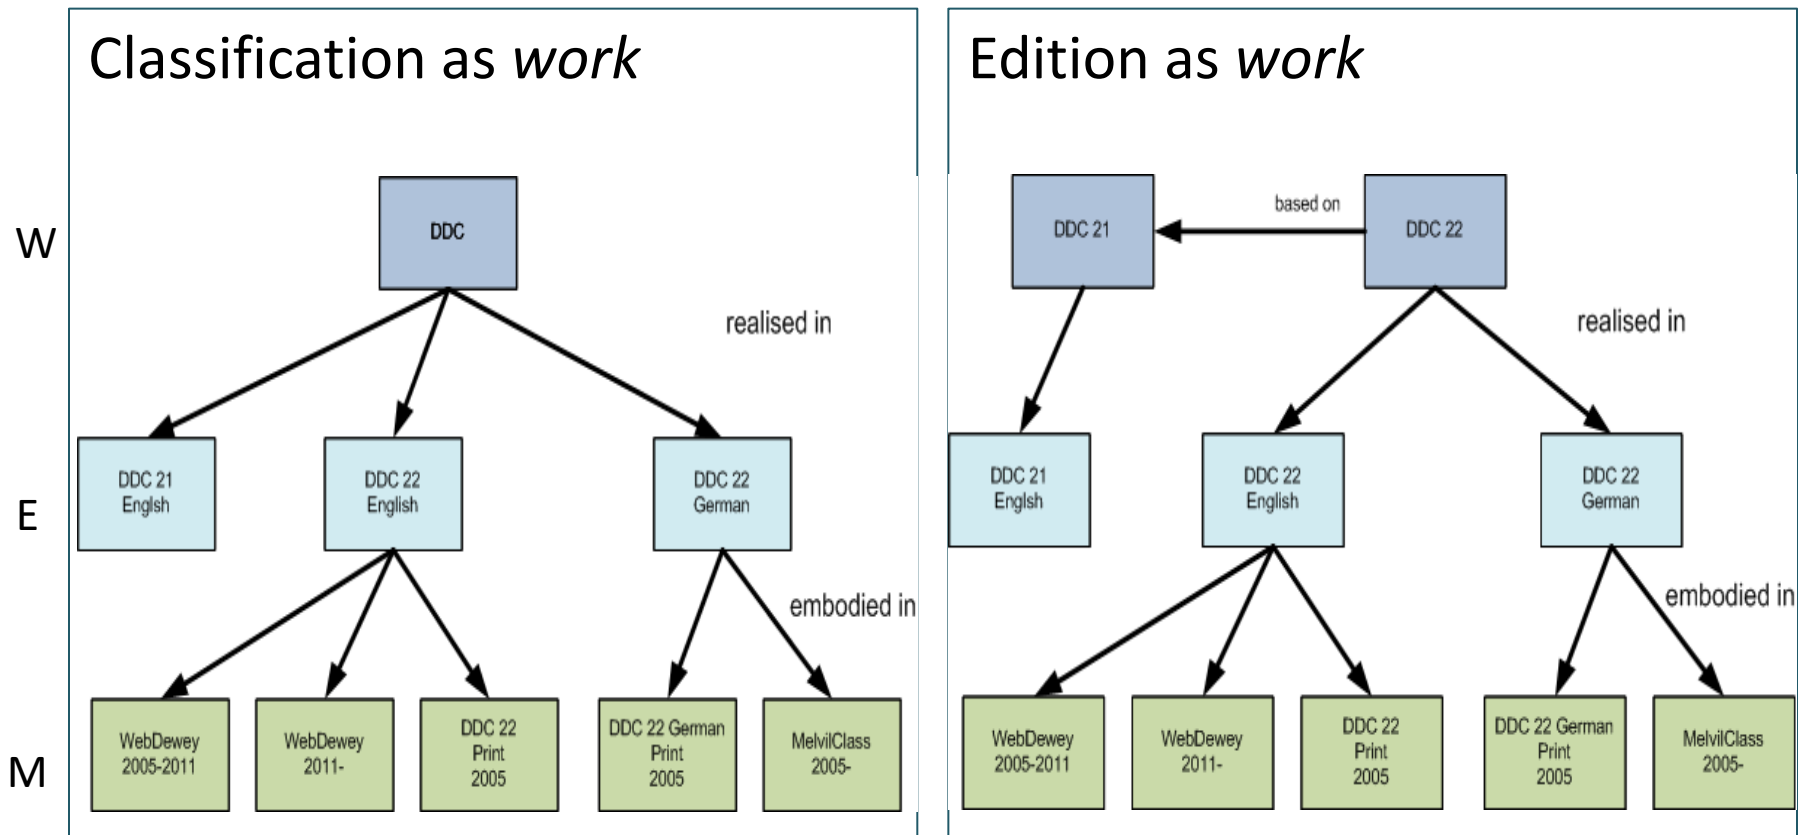 Classification as work
W
DDC
realised in
E
DDC 21
Englsh
DDC 22
English
DDC 22
German
embodied in
M
WebDewey
2005-2011
WebDewey
2011-
DDC 22
Print
2005
DDC 22 German
Print
2005
MelvilClass
2005-
Edition as work
DDC 21
based on
DDC 22
realised in
DDC 21
Englsh
DDC 22
English
DDC 22
German
embodied in
WebDewey
2005-2011
WebDewey
2011-
DDC 22
Print
2005
DDC 22 German
Print
2005
MelvilClass
2005-